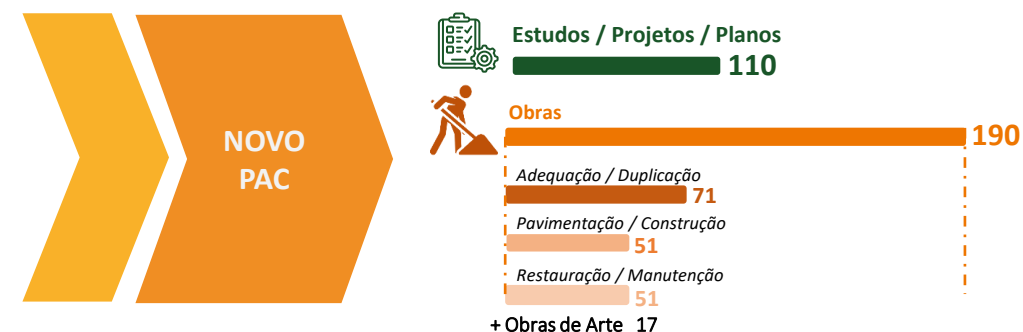 NOVO
PAC
Estudos / Projetos / Planos
110
Obras
190
Adequação / Duplicação
71
Pavimentação / Construção
51
Restauração / Manutenção
51
+ Obras de Arte 17